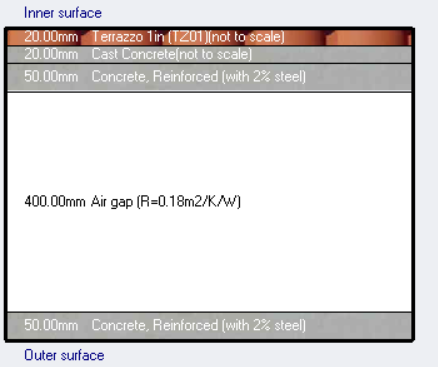 Inner surface
20.00mm Terrazzo 1in (TZ01)(not to scale)
20.00mm Cast Concrete(not to scale)
50.00mm Concrete, Reinforced (with 2% steel)
400.00mm Air gap (R=0.18m2/K/W)
50.00mm Concrete, Reinforced (with 2% steel)
Outer surface